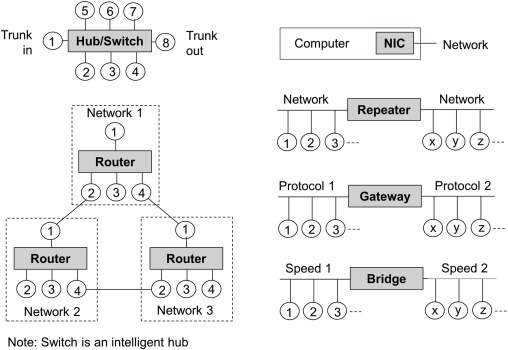 5 6 7
Trunk in 1 Hub/Switch 8 Trunk out
2 3 4
Computer NIC Network
Network 1
1
Router
2 3 4
1
Router
2 3 4
Network 2
1
Router
2 3 4
Network 3
Note: Switch is an intelligent hub
Network Repeater Network
1 2 3 x y z
Protocol 1 Gateway Protocol 2
1 2 3 x y z
Speed 1 Bridge Speed 2
1 2 3 x y z